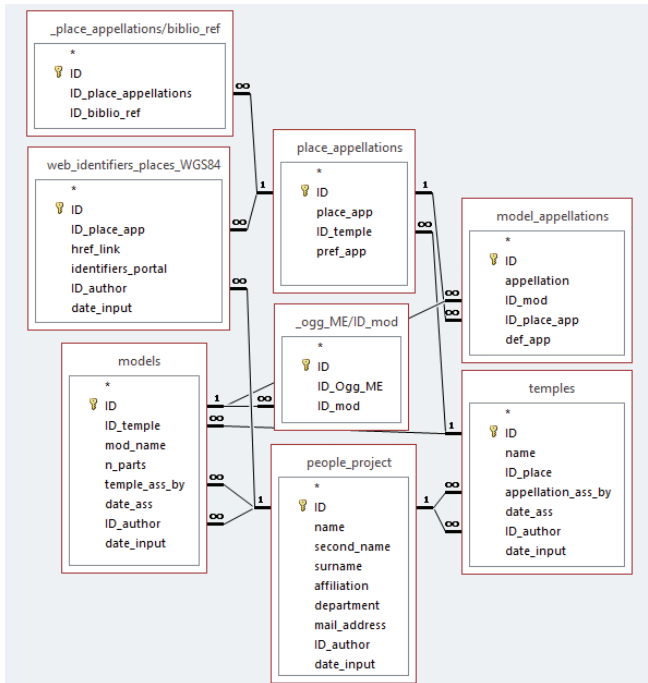 _place_appellations/biblio_ref
*
ID
ID_place_appellations
ID_biblio_ref
∞
web_identifiers_places_WGS84
*
ID
ID_place_app
href_link
identifiers_portal
ID_author
date_input
∞
∞
place_appellations
*
ID
place_app
ID_temple
pref_app
1
1
∞
model_appellations
*
ID
appellation
ID_mod
ID_place_app
def_app
∞
∞
_ogg_ME/ID_mod
*
ID
ID_Ogg_ME
ID_mod
∞
models
*
ID
ID_temple
mod_name
n_parts
temple_ass_by
date_ass
ID_author
date_input
1
∞
∞
∞
people_project
*
ID
name
second_name
surname
affiliation
department
mail_address
ID_author
date_input
1
1
temples
*
ID
name
ID_place
appellation_ass_by
date_ass
ID_author
date_input
1
∞
∞